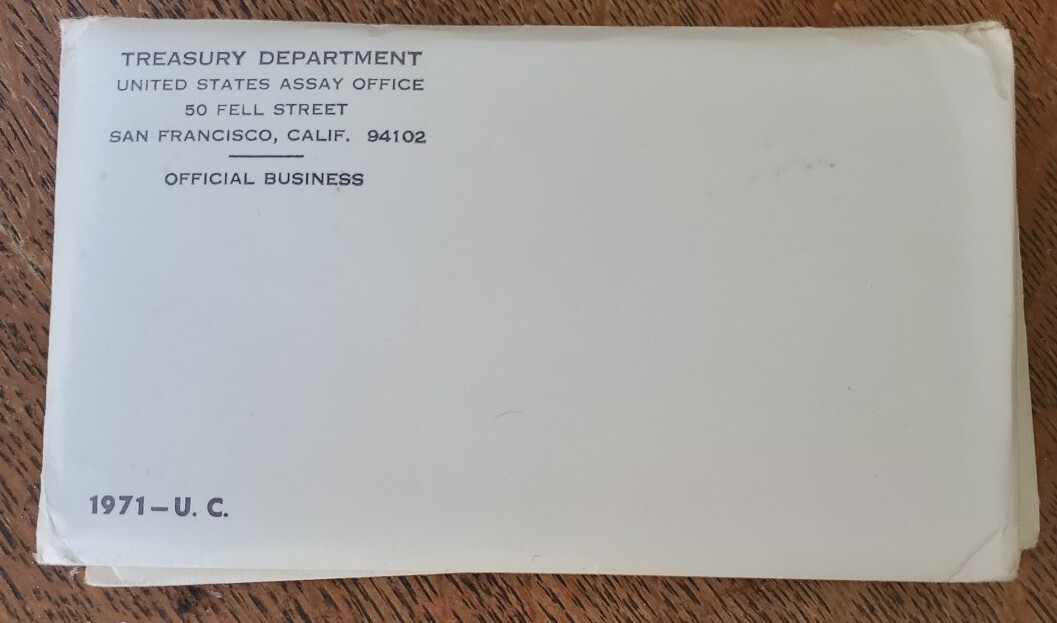 TREASURY DEPARTMENT
UNITED STATES ASSAY OFFICE
50 FELL STREET
SAN FRANCISCO, CALIF. 94102
OFFICIAL BUSINESS
1971-U. C.